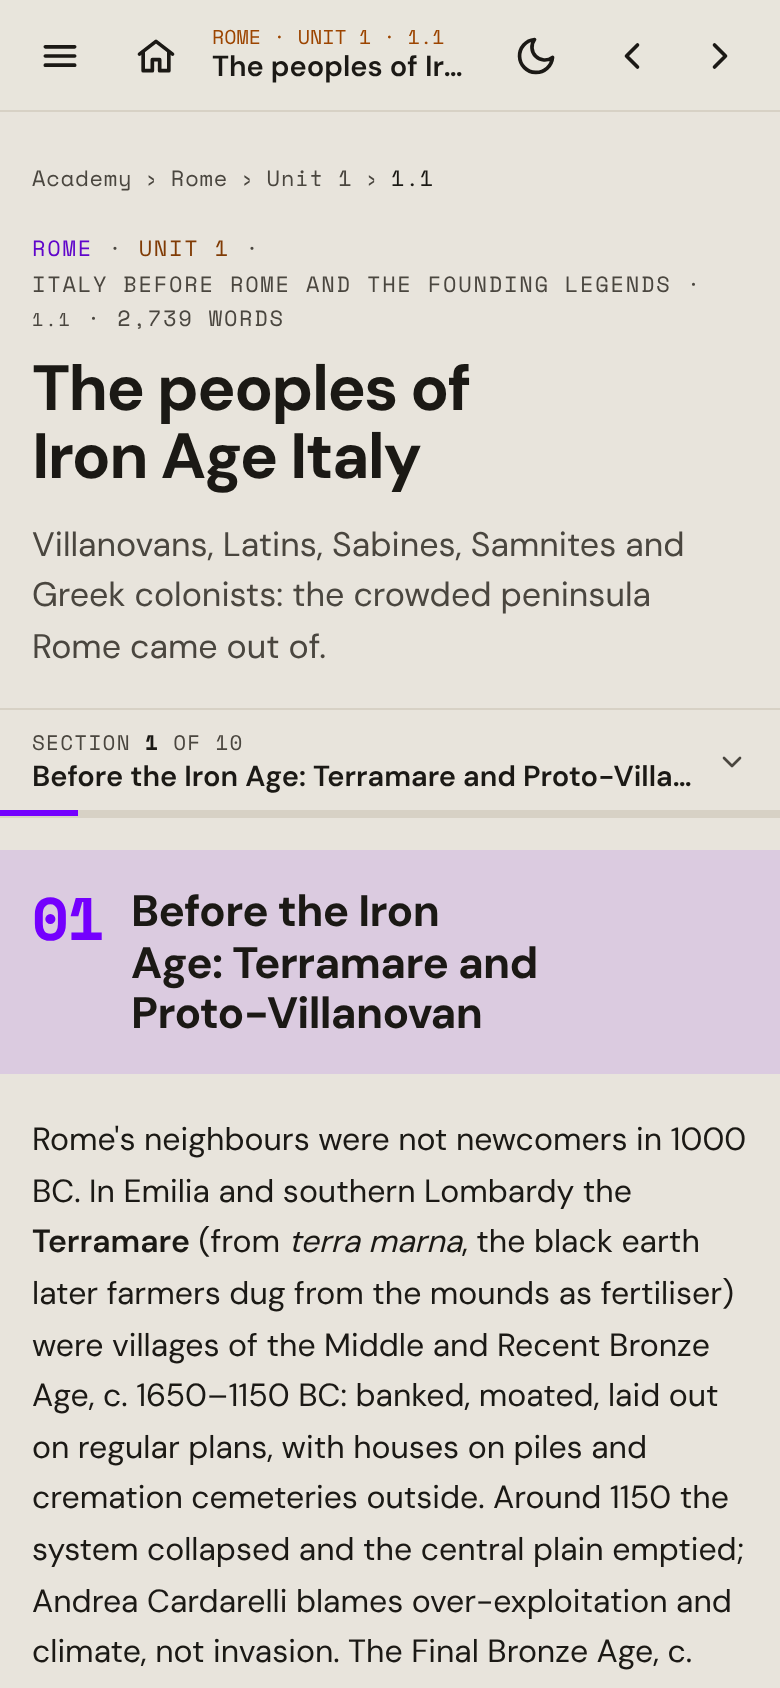 ROME · UNIT 1 · 1.1
The peoples of Ir...
Academy › Rome › Unit 1 › 1.1
ROME · UNIT 1 ·
ITALY BEFORE ROME AND THE FOUNDING LEGENDS ·
1.1 · 2,739 WORDS
The peoples of
Iron Age Italy
Villanovans, Latins, Sabines, Samnites and
Greek colonists: the crowded peninsula
Rome came out of.
SECTION 1 OF 10
Before the Iron Age: Terramare and Proto-Villa...
01
Before the Iron
Age: Terramare and
Proto-Villanovan
Rome's neighbours were not newcomers in 1000
BC. In Emilia and southern Lombardy the
Terramare (from terra marna, the black earth
later farmers dug from the mounds as fertiliser)
were villages of the Middle and Recent Bronze
Age, c. 1650–1150 BC: banked, moated, laid out
on regular plans, with houses on piles and
cremation cemeteries outside. Around 1150 the
system collapsed and the central plain emptied;
Andrea Cardarelli blames over-exploitation and
climate, not invasion. The Final Bronze Age, c.